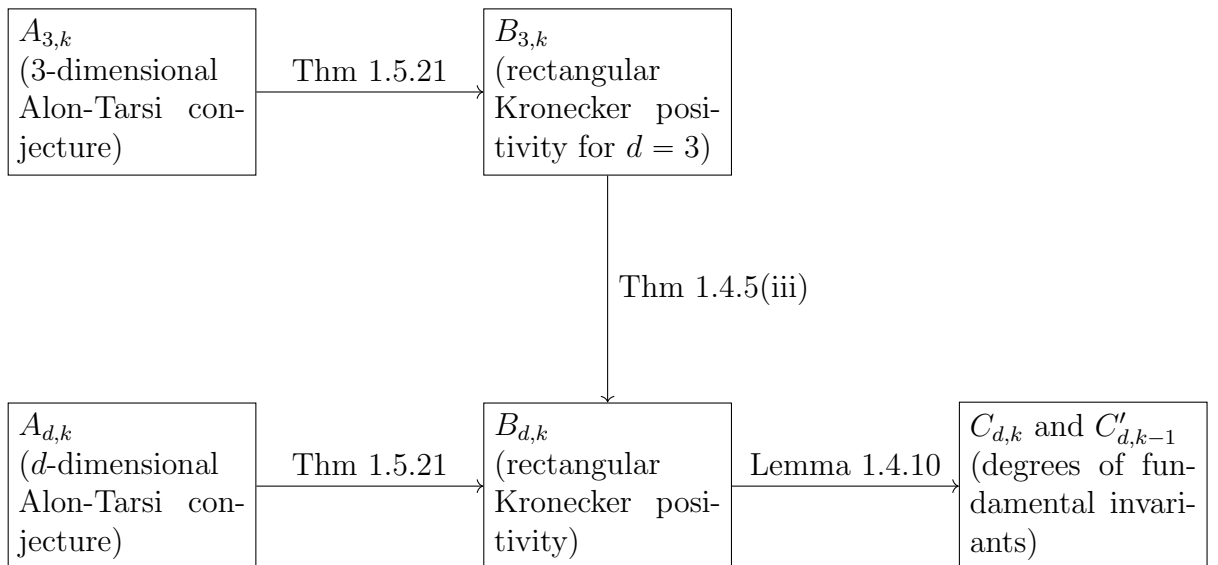 $A_{3,k}$
(3-dimensional
Alon-Tarsi con-
jecture)
Thm 1.5.21
$B_{3,k}$
(rectangular
Kronecker posi-
tivity for $d = 3$)
Thm 1.4.5(iii)
$A_{d,k}$
($d$-dimensional
Alon-Tarsi con-
jecture)
Thm 1.5.21
$B_{d,k}$
(rectangular
Kronecker posi-
tivity)
Lemma 1.4.10
$C_{d,k}$ and $C'_{d,k-1}$
(degrees of fun-
damental invari-
ants)